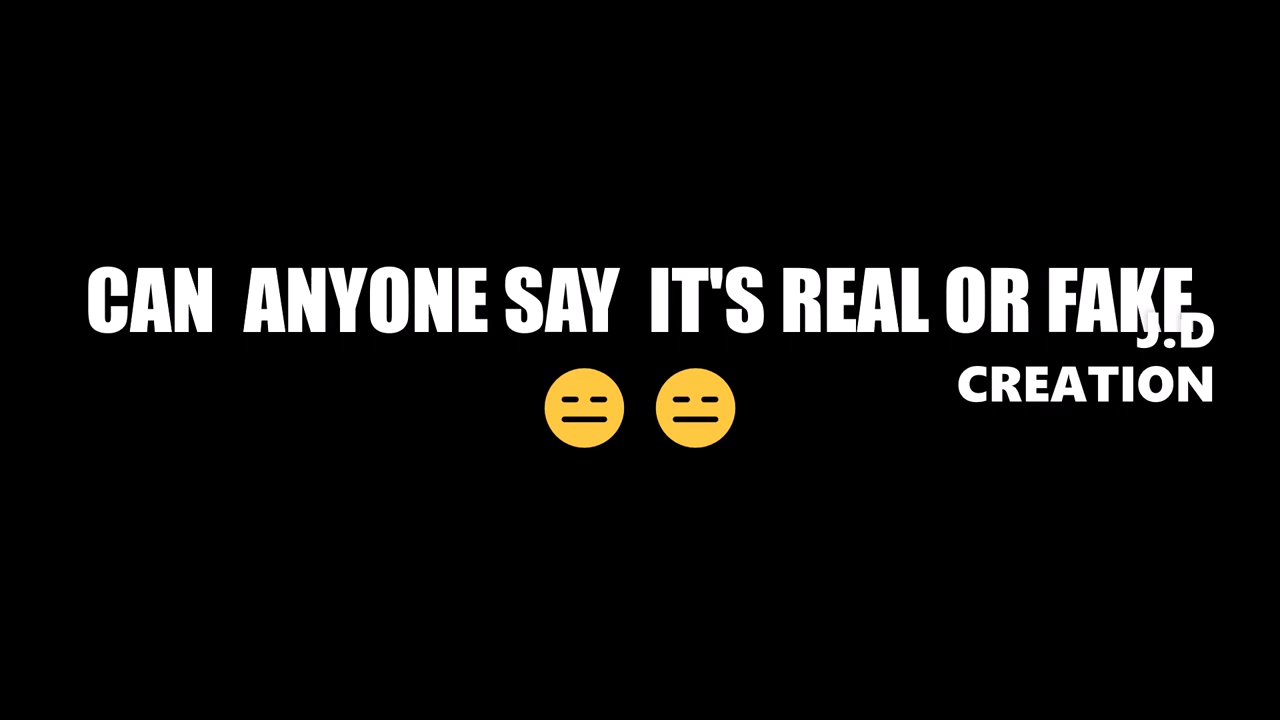 CAN ANYONE SAY IT'S REAL OR FAKE
😑 😑
J.D
CREATION